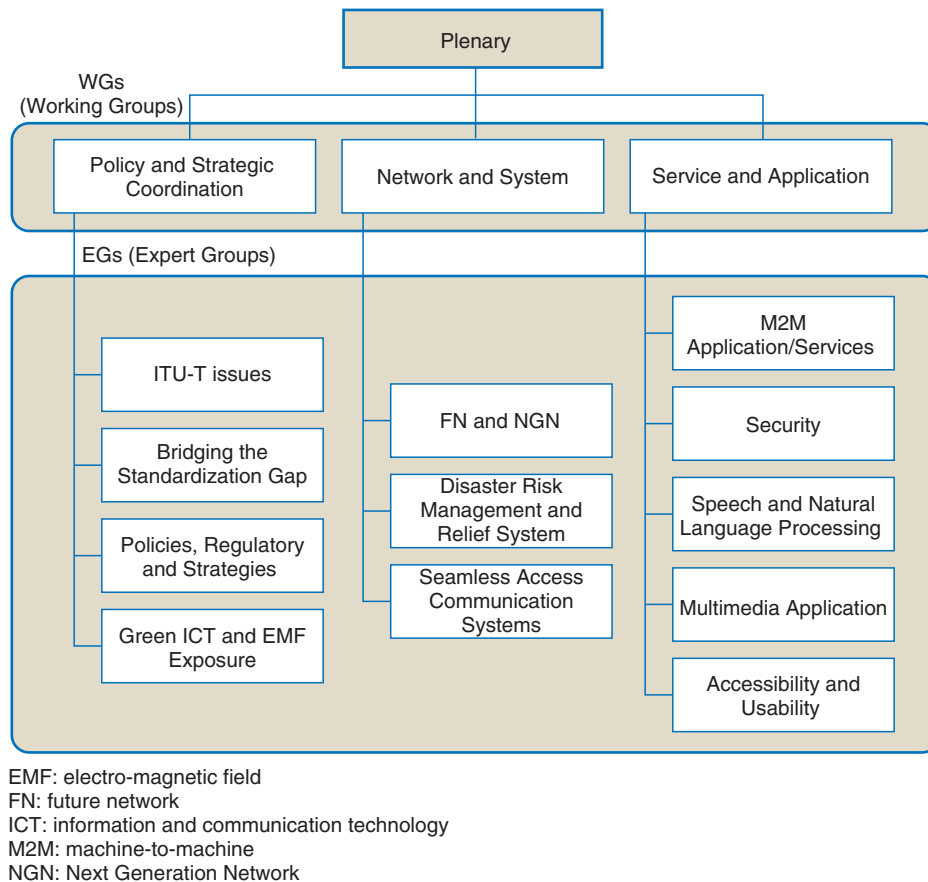 Plenary
WGs
(Working Groups)
Policy and Strategic
Coordination
Network and System
Service and Application
EGs (Expert Groups)
ITU-T issues
Bridging the
Standardization Gap
Policies, Regulatory
and Strategies
Green ICT and EMF
Exposure
FN and NGN
Disaster Risk
Management and
Relief System
Seamless Access
Communication
Systems
M2M
Application/Services
Security
Speech and Natural
Language Processing
Multimedia Application
Accessibility and
Usability
EMF: electro-magnetic field
FN: future network
ICT: information and communication technology
M2M: machine-to-machine
NGN: Next Generation Network